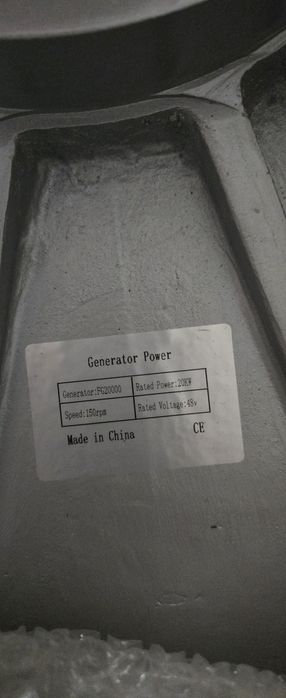 Generator Power
Generator:FG20000 Rated Power:20KW
Speed:150rpm Rated Voltage:48v
Made in China CE